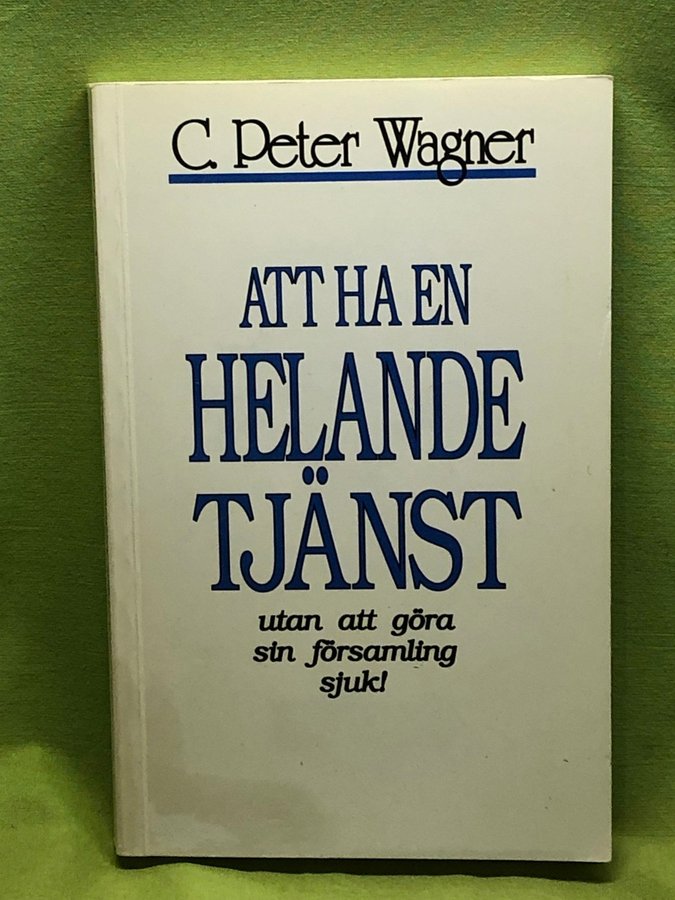 C. Peter Wagner
ATT HA EN
HELANDE
TJÄNST
utan att göra
sin församling
sjuk!